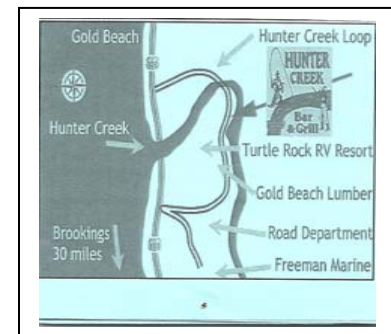 Gold Beach
Hunter Creek Loop
HUNTER
CREEK
Bar
& Grill
Hunter Creek
Turtle Rock RV Resort
Gold Beach Lumber
Brookings
30 miles
Road Department
Freeman Marine